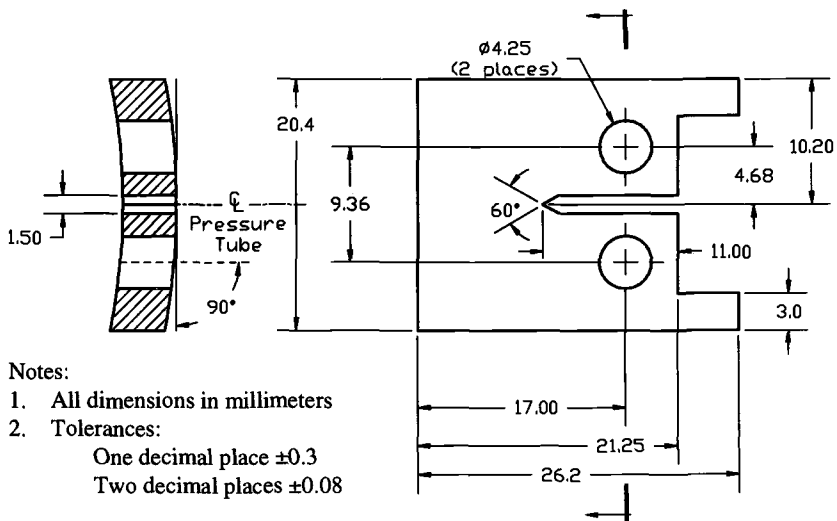 ø4.25
(2 places)
20.4
10.20
4.68
9.36
60°
℄
Pressure
Tube
1.50
11.00
90°
3.0
Notes:
1. All dimensions in millimeters
2. Tolerances:
One decimal place ±0.3
Two decimal places ±0.08
17.00
21.25
26.2